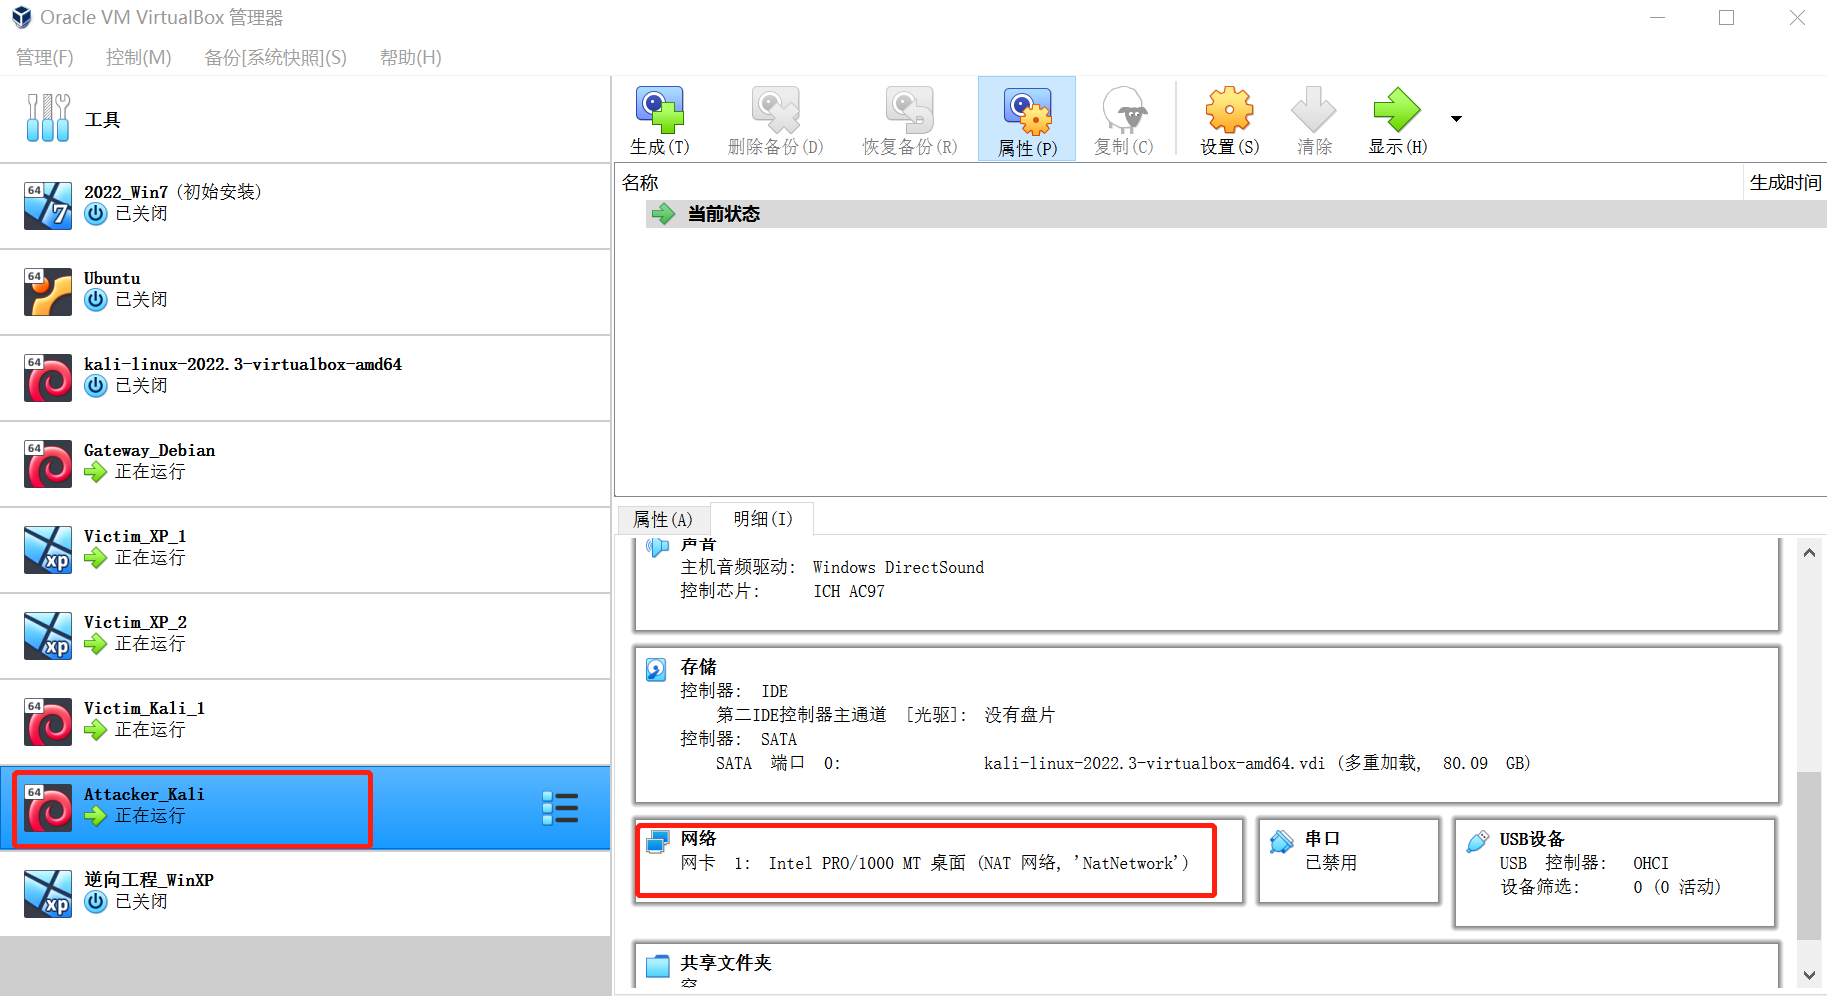 Oracle VM VirtualBox 管理器
管理(F) 控制(M) 备份[系统快照](S) 帮助(H)
工具
64
2022_Win7 (初始安装)
已关闭
64
Ubuntu
已关闭
64
kali-linux-2022.3-virtualbox-amd64
已关闭
64
Gateway_Debian
正在运行
xp
Victim_XP_1
正在运行
xp
Victim_XP_2
正在运行
64
Victim_Kali_1
正在运行
64
Attacker_Kali
正在运行
xp
逆向工程_WinXP
已关闭
生成(T) 删除备份(D) 恢复备份(R) 属性(P) 复制(C) 设置(S) 清除 显示(H)
名称 生成时间
当前状态
属性(A) 明细(I)
声音
主机音频驱动: Windows DirectSound
控制芯片: ICH AC97
存储
控制器: IDE
第二IDE控制器主通道 [光驱]: 没有盘片
控制器: SATA
SATA 端口 0: kali-linux-2022.3-virtualbox-amd64.vdi (多重加载, 80.09 GB)
网络
网卡 1: Intel PRO/1000 MT 桌面 (NAT 网络, 'NatNetwork')
串口
已禁用
USB设备
USB 控制器: OHCI
设备筛选: 0 (0 活动)
共享文件夹
空